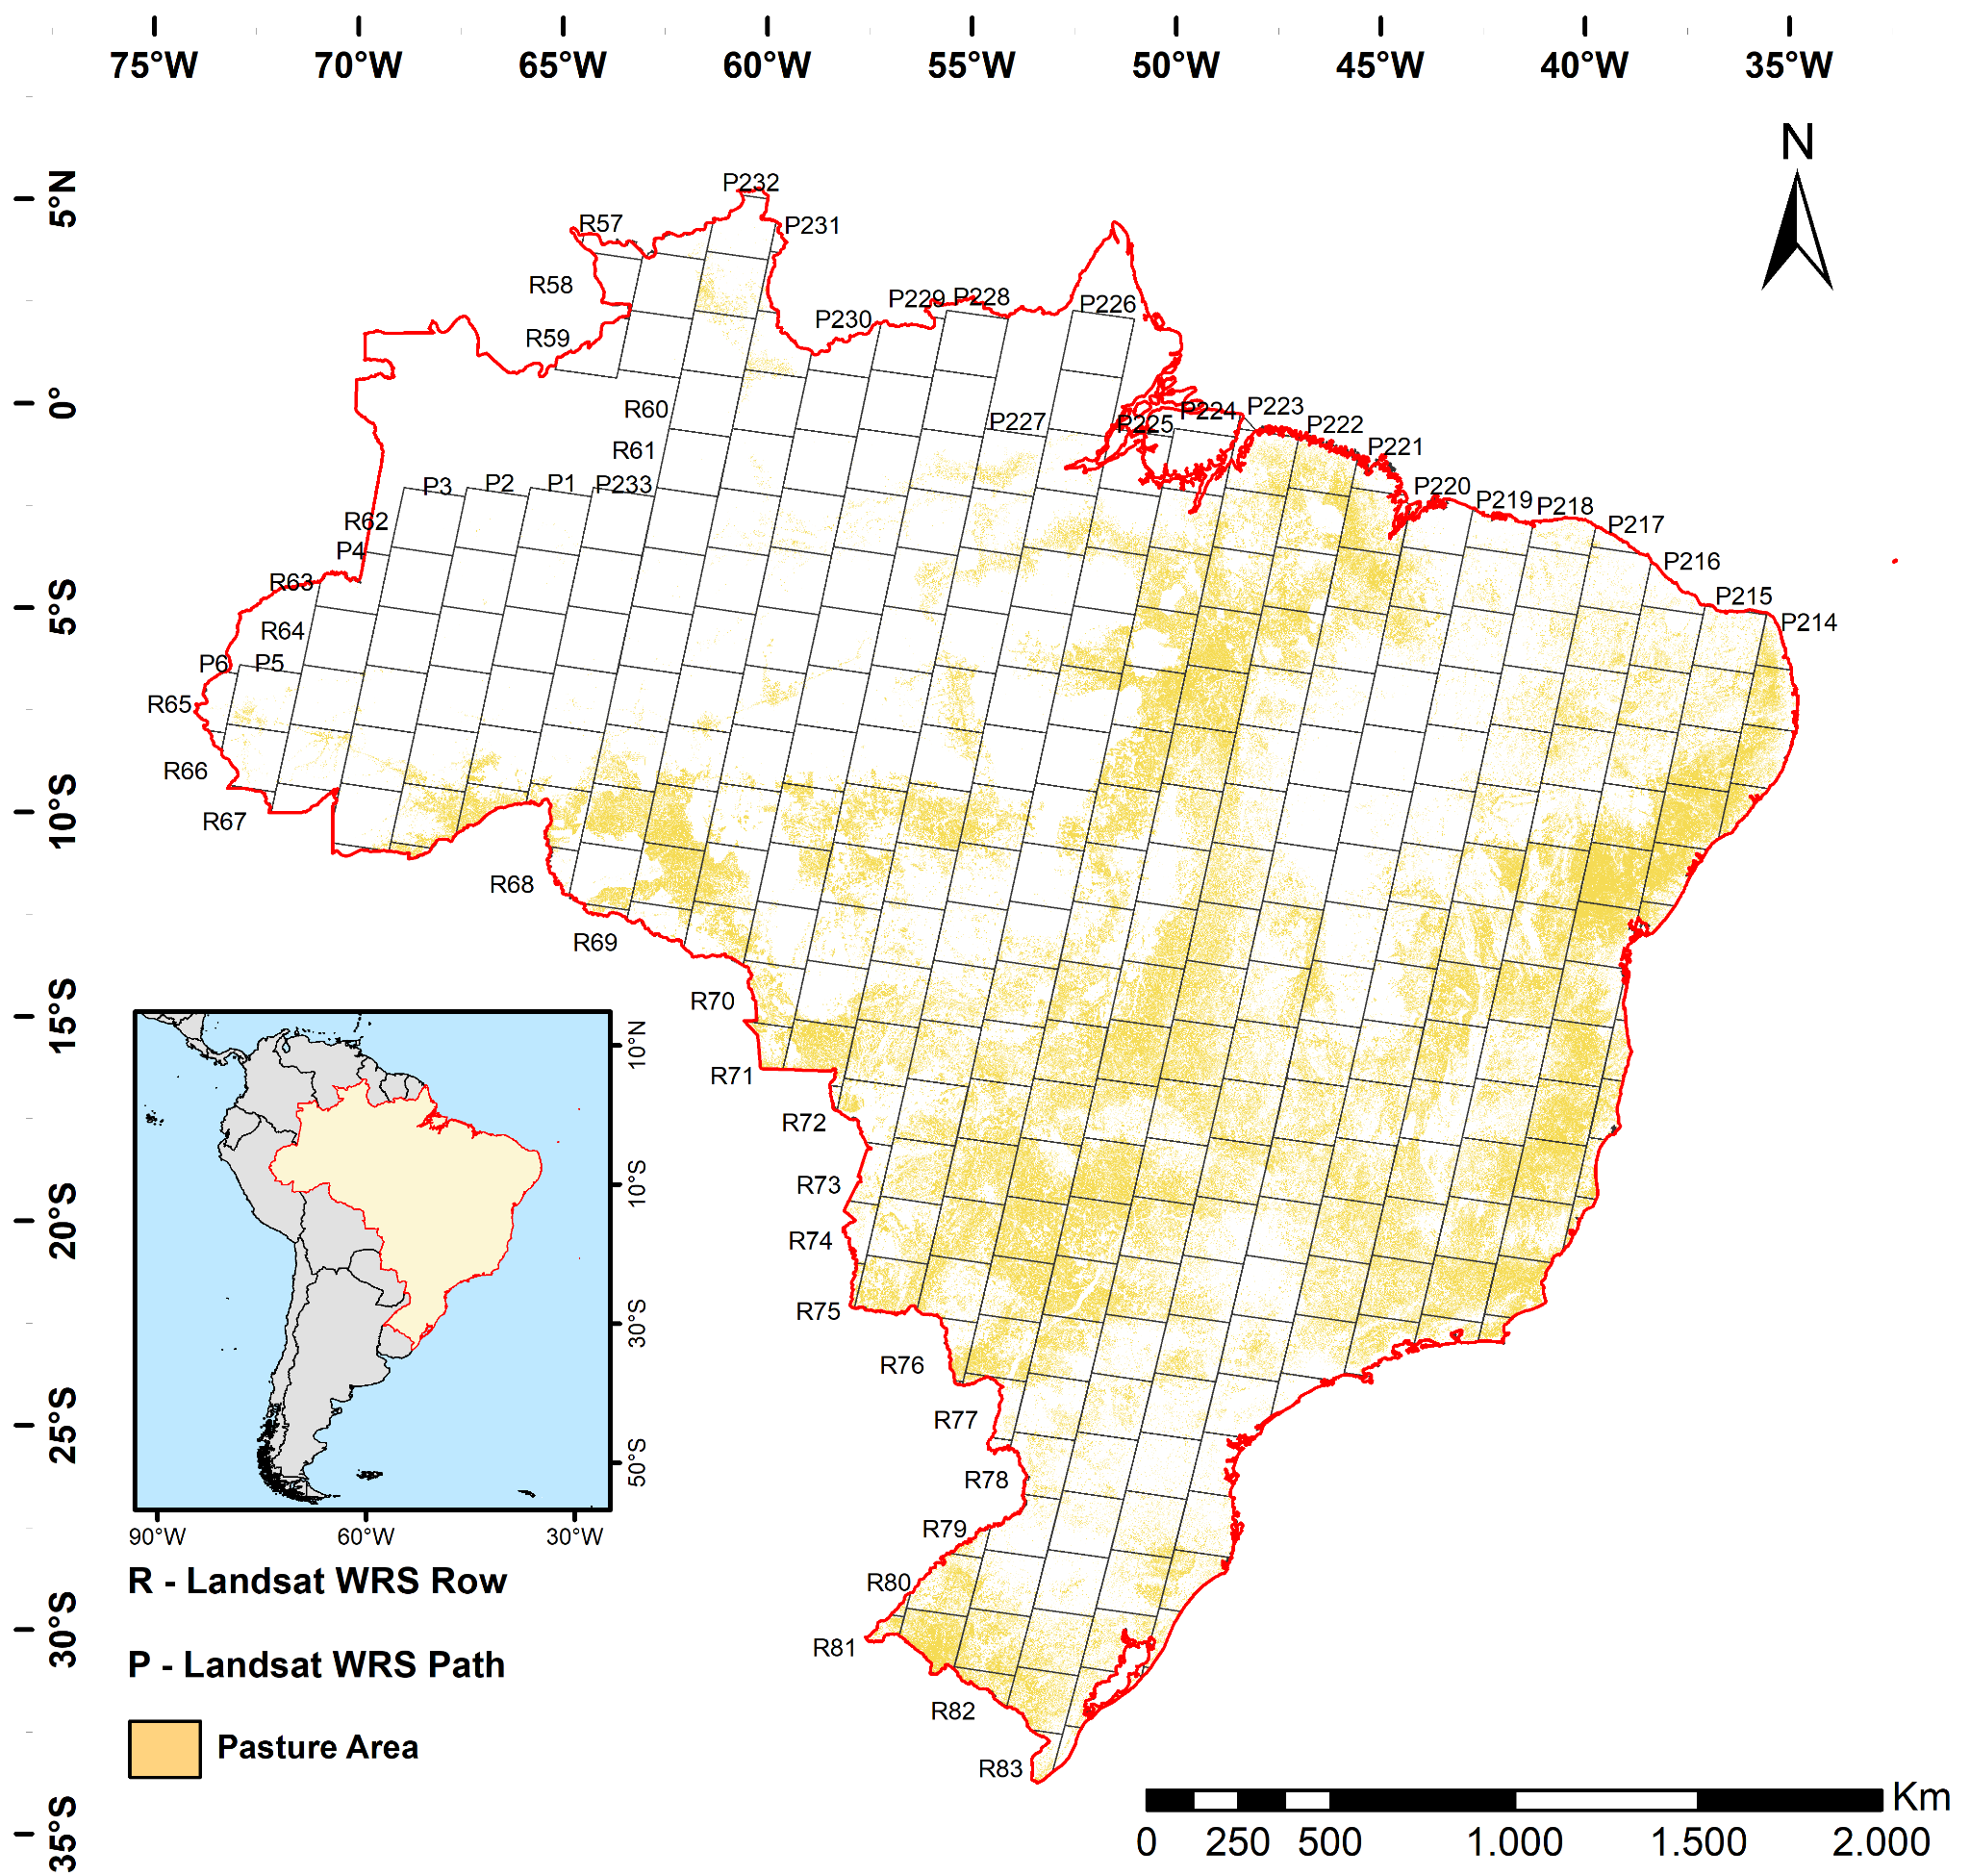 75°W 70°W 65°W 60°W 55°W 50°W 45°W 40°W 35°W
N
5°N
0°
5°S
10°S
15°S
20°S
25°S
30°S
35°S
P232
R57
P231
R58
P229 P228
P226
P230
R59
R60
P227
P225
P224
P223
P222
R61
P221
P3
P2
P1
P233
P220
P219
P218
R62
P217
P4
P216
R63
P215
P214
R64
P6
P5
R65
R66
R67
R68
R69
R70
R71
R72
R73
R74
R75
R76
R77
R78
R79
R80
R81
R82
R83
10°N
10°S
30°S
50°S
90°W 60°W 30°W
R - Landsat WRS Row
P - Landsat WRS Path
Pasture Area
Km
0 250 500 1.000 1.500 2.000